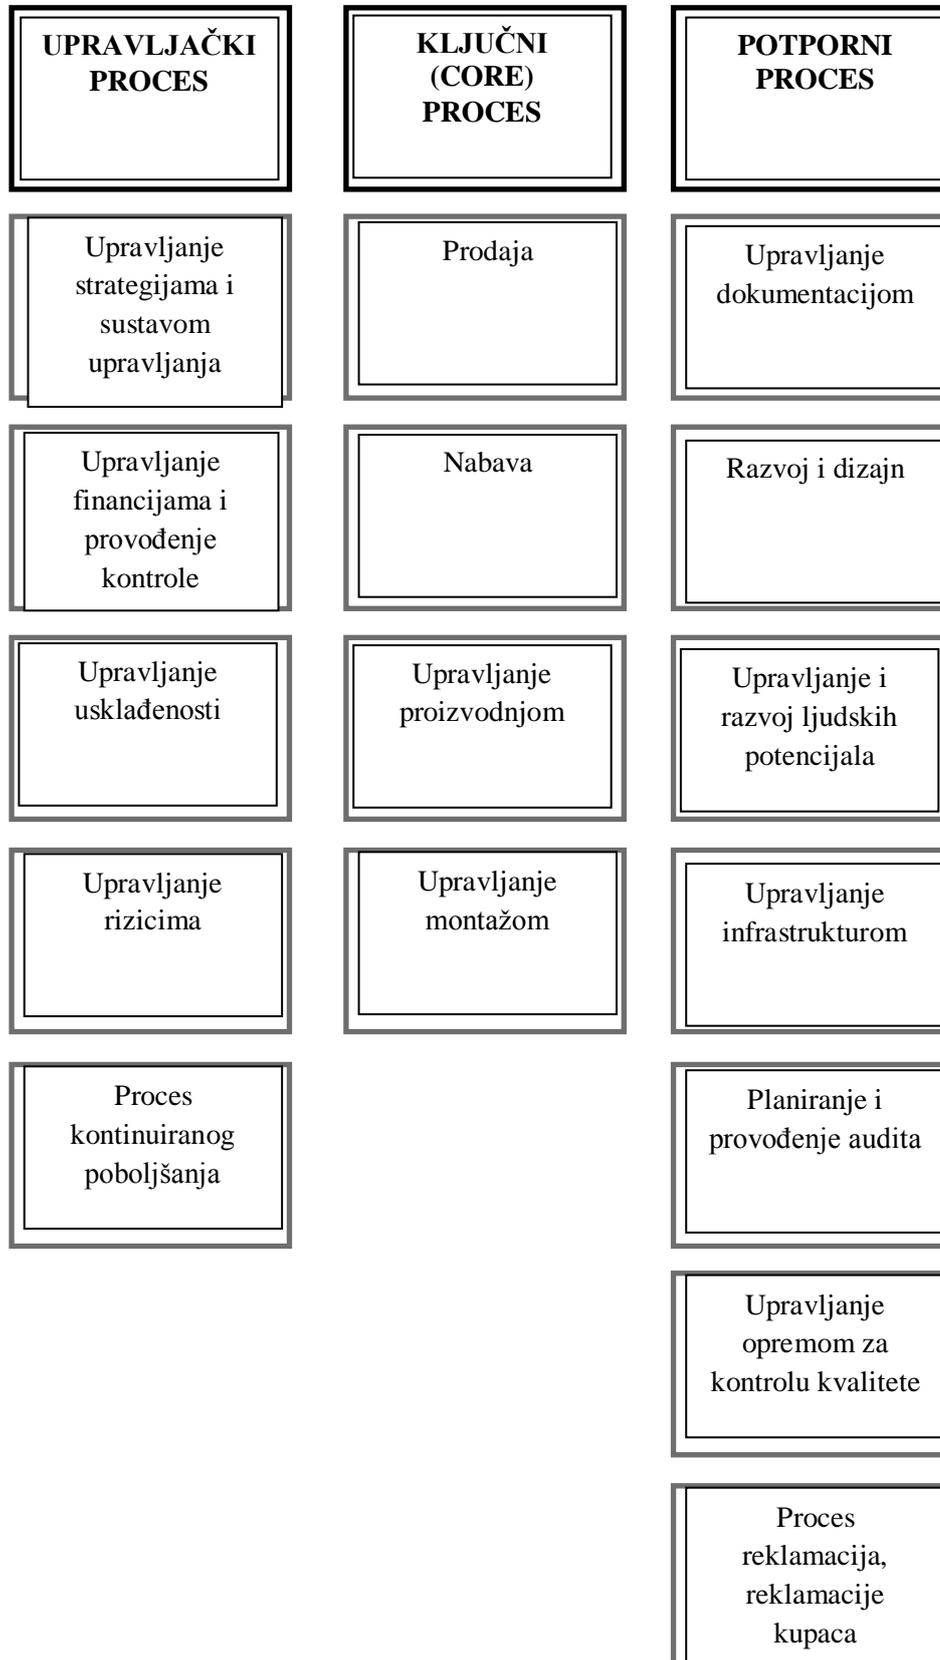 UPRAVLJAČKI
PROCES
KLJUČNI
(CORE)
PROCES
POTPORNI
PROCES
Upravljanje
strategijama i
sustavom
upravljanja
Prodaja
Upravljanje
dokumentacijom
Upravljanje
financijama i
provođenje
kontrole
Nabava
Razvoj i dizajn
Upravljanje
usklađenosti
Upravljanje
proizvodnjom
Upravljanje i
razvoj ljudskih
potencijala
Upravljanje
rizicima
Upravljanje
montažom
Upravljanje
infrastrukturom
Proces
kontinuiranog
poboljšanja
Planiranje i
provođenje audita
Upravljanje
opremom za
kontrolu kvalitete
Proces
reklamacija,
reklamacije
kupaca